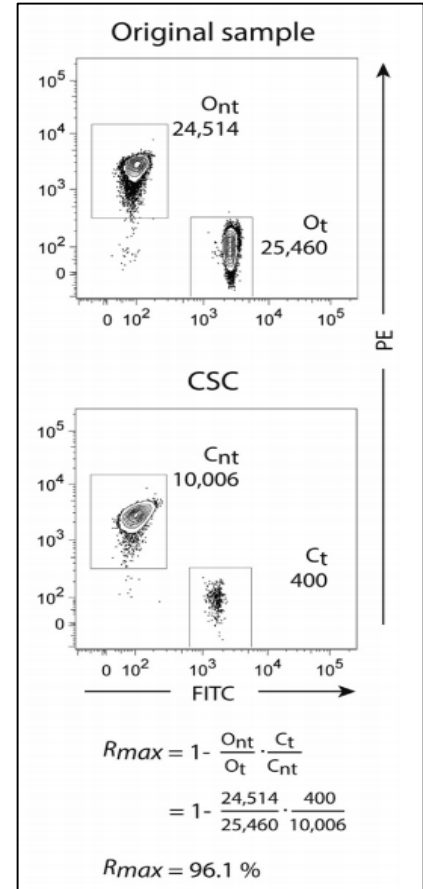 Original sample
10⁵
Ont
24,514
10⁴
10³
Ot
25,460
10²
0
0 10² 10³ 10⁴ 10⁵
PE
CSC
10⁵
Cnt
10,006
10⁴
10³
Ct
400
10²
0
0 10² 10³ 10⁴ 10⁵
FITC
Rmax = 1- Ont/Ot · Ct/Cnt
= 1- 24,514/25,460 · 400/10,006
Rmax = 96.1 %